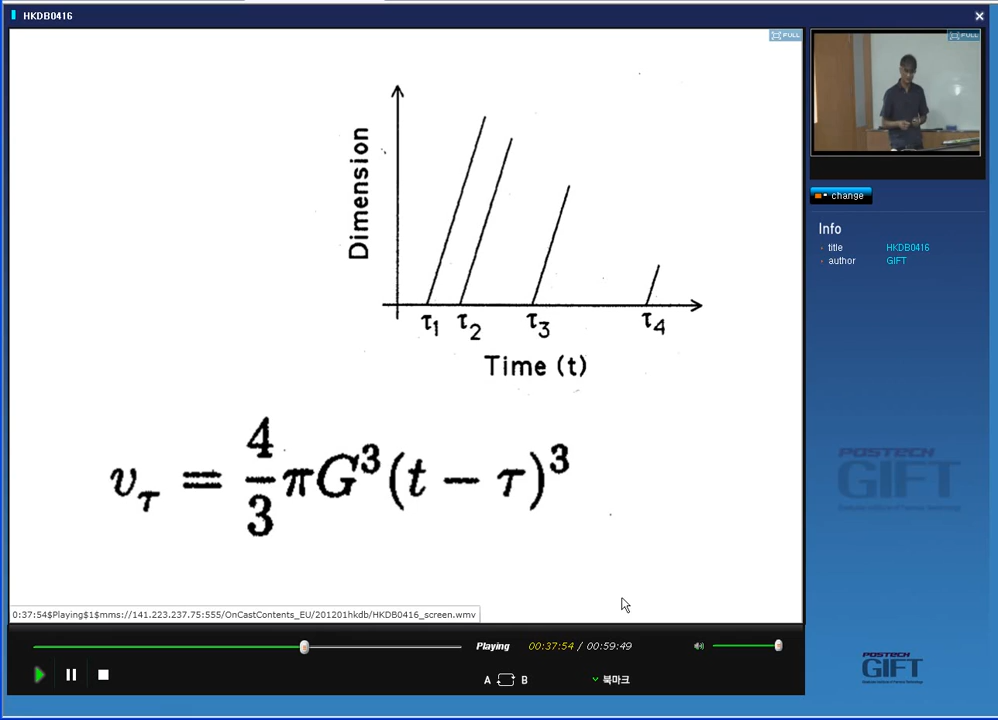 HKDB0416
FULL
FULL
Dimension
τ1 τ2 τ3 τ4
Time (t)
v_τ = 4/3 πG³(t − τ)³
change
Info
title HKDB0416
author GIFT
POSTECH
GIFT
0:37:54$Playing$1$mms://141.223.237.75:555/OnCastContents_EU/201201hkdb/HKDB0416_screen.wmv
Playing 00:37:54 / 00:59:49
A B 북마크
POSTECH
GIFT